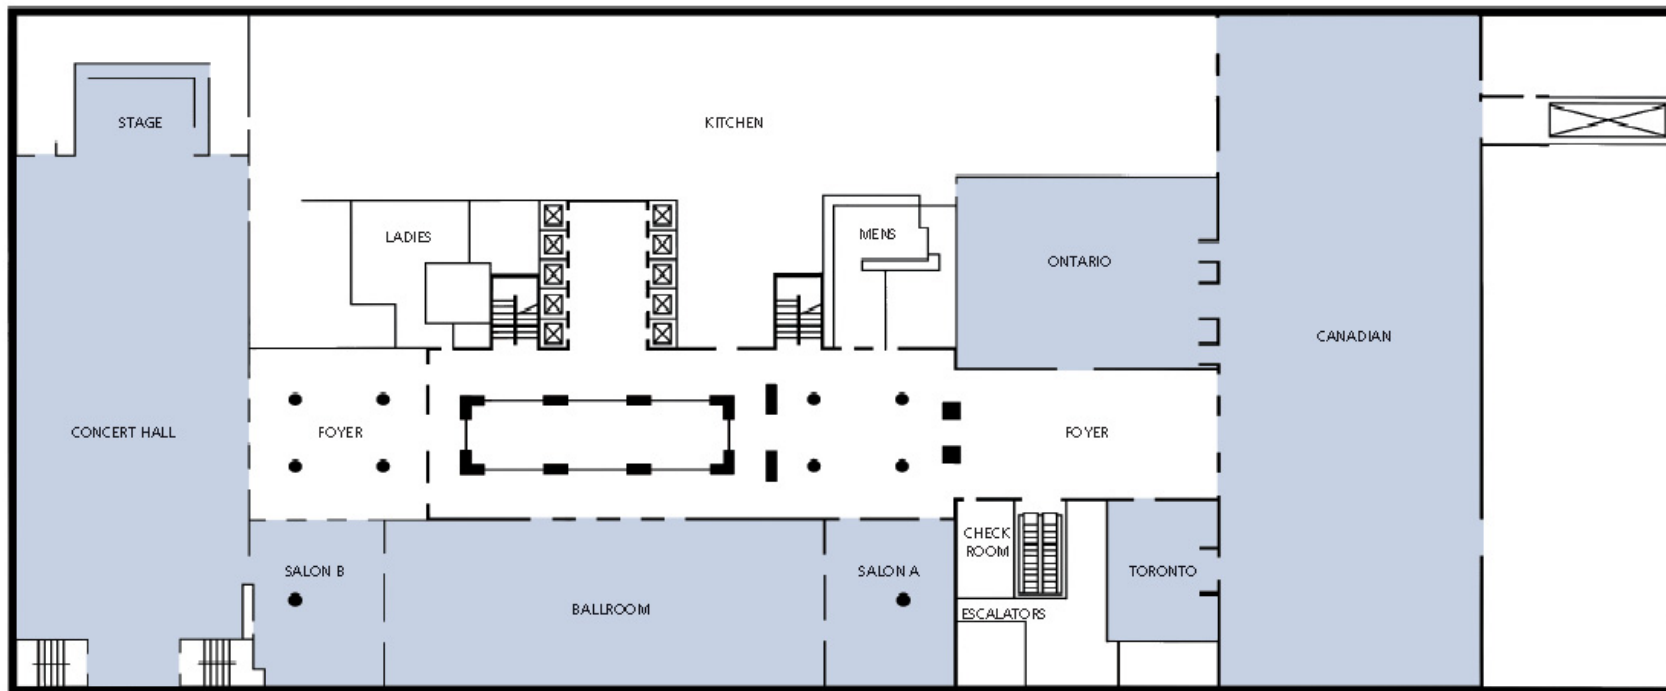 STAGE
KITCHEN
LADIES
MENS
ONTARIO
CANADIAN
CONCERT HALL
FOYER
FOYER
CHECK
ROOM
SALON B
SALON A
TORONTO
BALLROOM
ESCALATORS